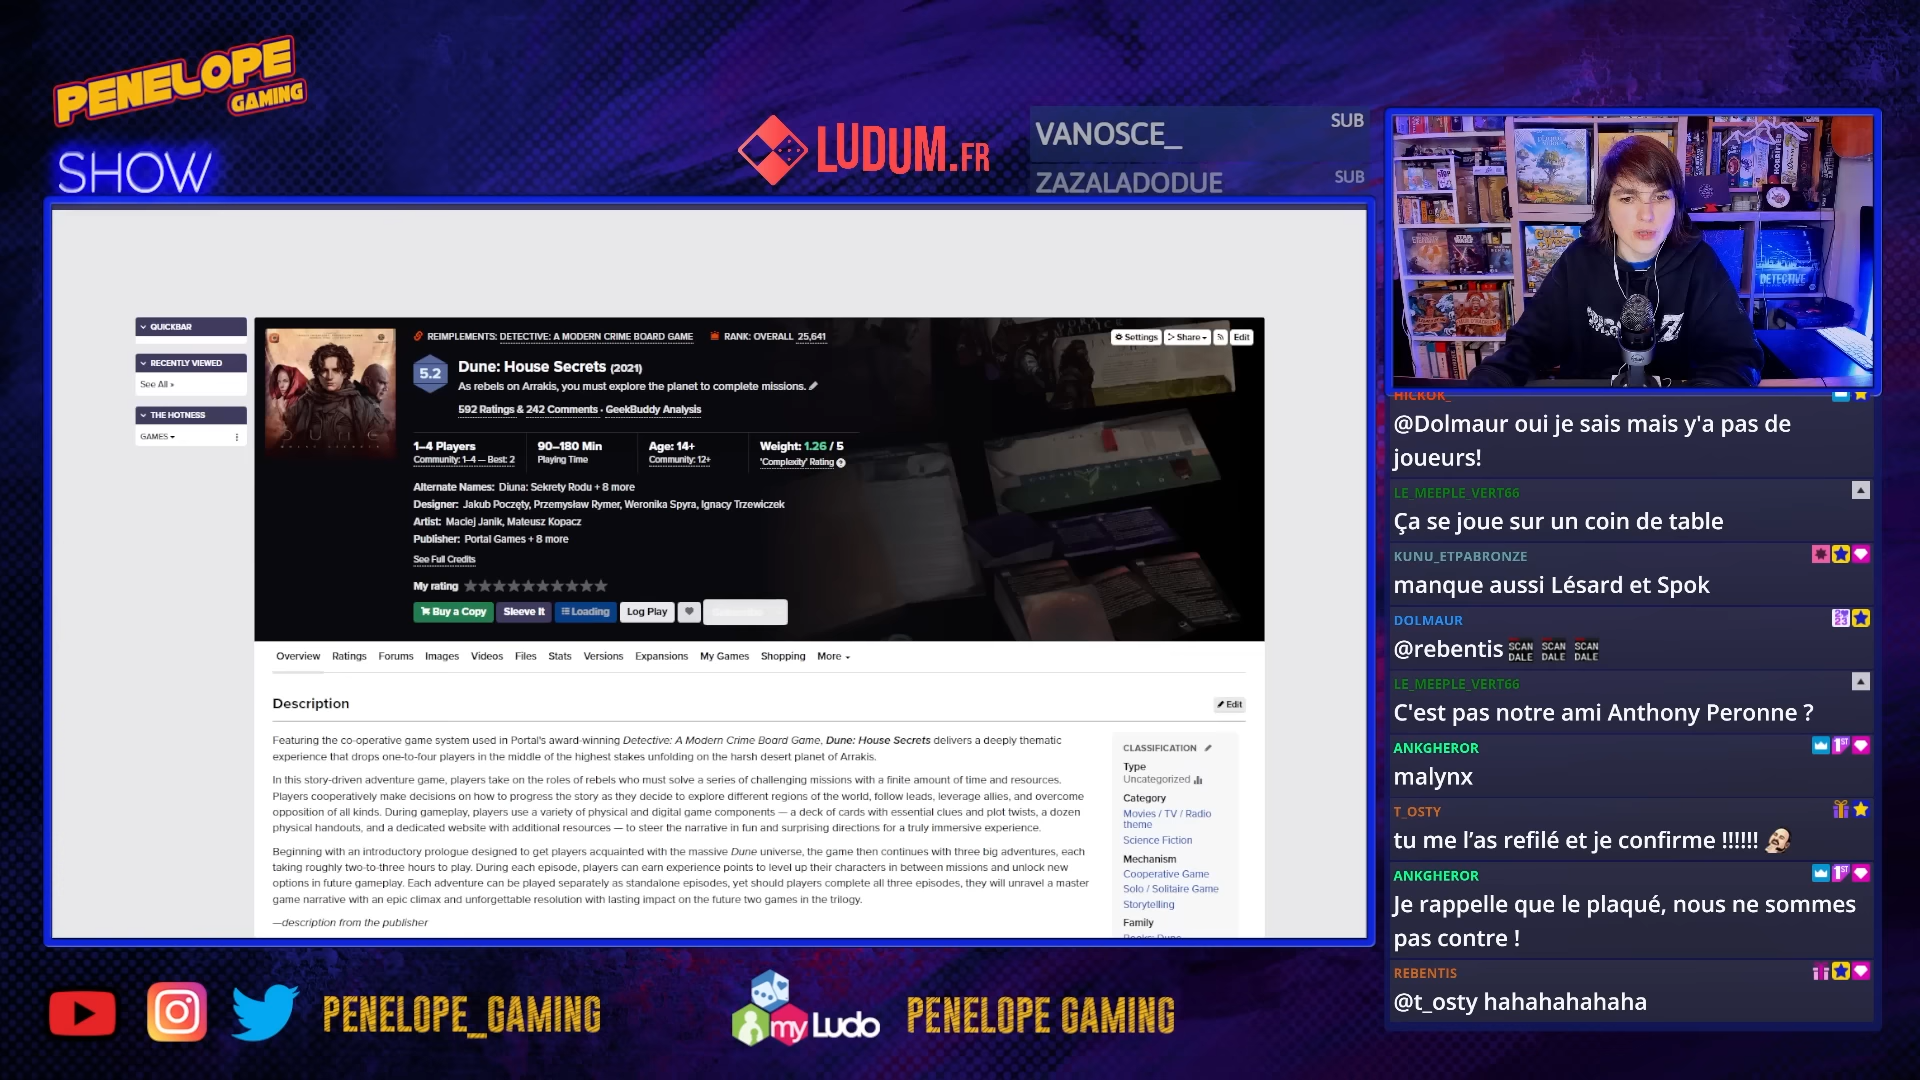 PENELOPE
GAMING
SHOW
LUDUM.FR
VANOSCE_
SUB
ZAZALADODUE
SUB
QUICKBAR
RECENTLY VIEWED
See All »
THE HOTNESS
GAMES
REIMPLEMENTS: DETECTIVE: A MODERN CRIME BOARD GAME
RANK: OVERALL 25,641
Settings
Share
Edit
5.2
Dune: House Secrets (2021)
As rebels on Arrakis, you must explore the planet to complete missions.
592 Ratings & 242 Comments · GeekBuddy Analysis
1–4 Players
Community: 1–4 — Best: 2
90–180 Min
Playing Time
Age: 14+
Community: 12+
Weight: 1.26 / 5
'Complexity' Rating
Alternate Names: Diuna: Sekrety Rodu + 8 more
Designer: Jakub Poczęty, Przemysław Rymer, Weronika Spyra, Ignacy Trzewiczek
Artist: Maciej Janik, Mateusz Kopacz
Publisher: Portal Games + 8 more
See Full Credits
My rating
Buy a Copy
Sleeve It
Loading
Log Play
Overview
Ratings
Forums
Images
Videos
Files
Stats
Versions
Expansions
My Games
Shopping
More
Description
Edit
Featuring the co-operative game system used in Portal's award-winning Detective: A Modern Crime Board Game, Dune: House Secrets delivers a deeply thematic
experience that drops one-to-four players in the middle of the highest stakes unfolding on the harsh desert planet of Arrakis.
In this story-driven adventure game, players take on the roles of rebels who must solve a series of challenging missions with a finite amount of time and resources.
Players cooperatively make decisions on how to progress the story as they decide to explore different regions of the world, follow leads, leverage allies, and overcome
opposition of all kinds. During gameplay, players use a variety of physical and digital game components — a deck of cards with essential clues and plot twists, a dozen
physical handouts, and a dedicated website with additional resources — to steer the narrative in fun and surprising directions for a truly immersive experience.
Beginning with an introductory prologue designed to get players acquainted with the massive Dune universe, the game then continues with three big adventures, each
taking roughly two-to-three hours to play. During each episode, players can earn experience points to level up their characters in between missions and unlock new
options in future gameplay. Each adventure can be played separately as standalone episodes, yet should players complete all three episodes, they will unravel a master
game narrative with an epic climax and unforgettable resolution with lasting impact on the future two games in the trilogy.
—description from the publisher
CLASSIFICATION
Type
Uncategorized
Category
Movies / TV / Radio
theme
Science Fiction
Mechanism
Cooperative Game
Solo / Solitaire Game
Storytelling
Family
Books: Dune
DETECTIVE
STAR
WARS
HICKOK_
@Dolmaur oui je sais mais y'a pas de
joueurs!
LE_MEEPLE_VERT66
Ça se joue sur un coin de table
KUNU_ETPABRONZE
manque aussi Lésard et Spok
DOLMAUR
@rebentis SCAN DALE SCAN DALE SCAN DALE
LE_MEEPLE_VERT66
C'est pas notre ami Anthony Peronne ?
ANKGHEROR
malynx
T_OSTY
tu me l’as refilé et je confirme !!!!!!
ANKGHEROR
Je rappelle que le plaqué, nous ne sommes
pas contre !
REBENTIS
@t_osty hahahahahaha
PENELOPE_GAMING
myLudo
PENELOPE GAMING